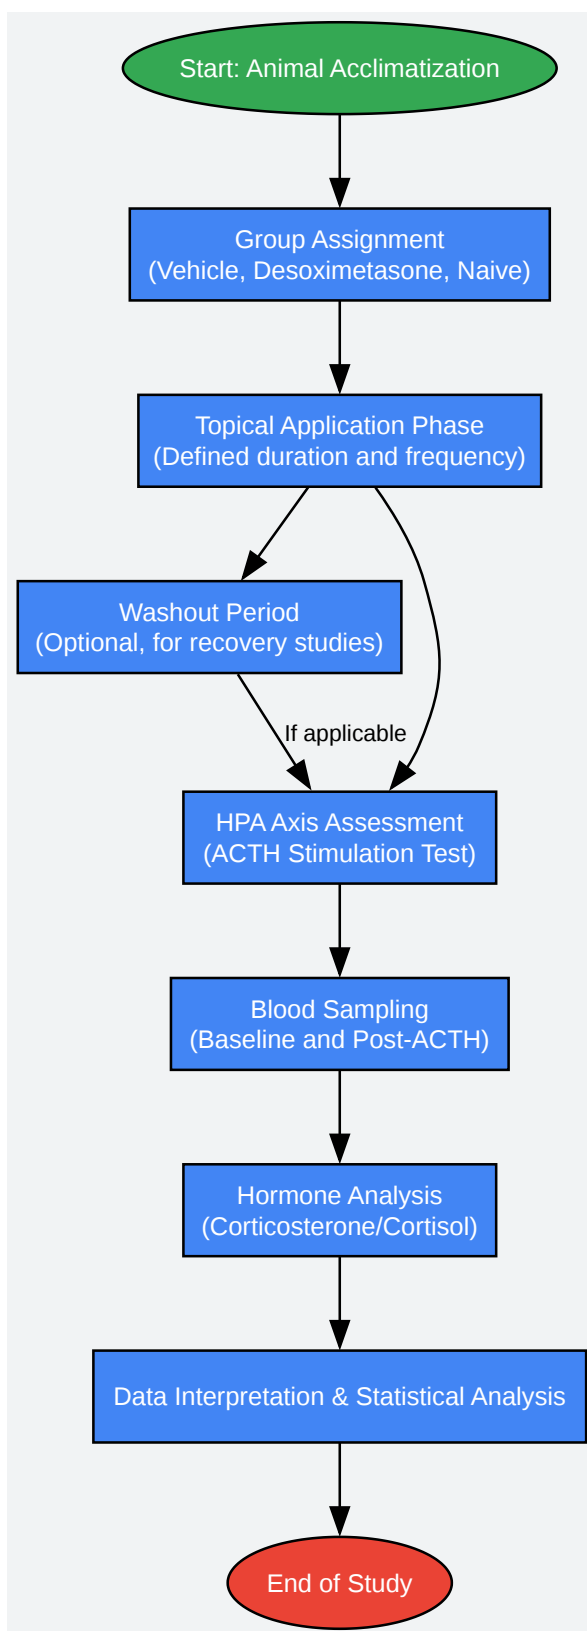 Start: Animal Acclimatization
Group Assignment
(Vehicle, Desoximetasone, Naive)
Topical Application Phase
(Defined duration and frequency)
Washout Period
(Optional, for recovery studies)
If applicable
HPA Axis Assessment
(ACTH Stimulation Test)
Blood Sampling
(Baseline and Post-ACTH)
Hormone Analysis
(Corticosterone/Cortisol)
Data Interpretation & Statistical Analysis
End of Study